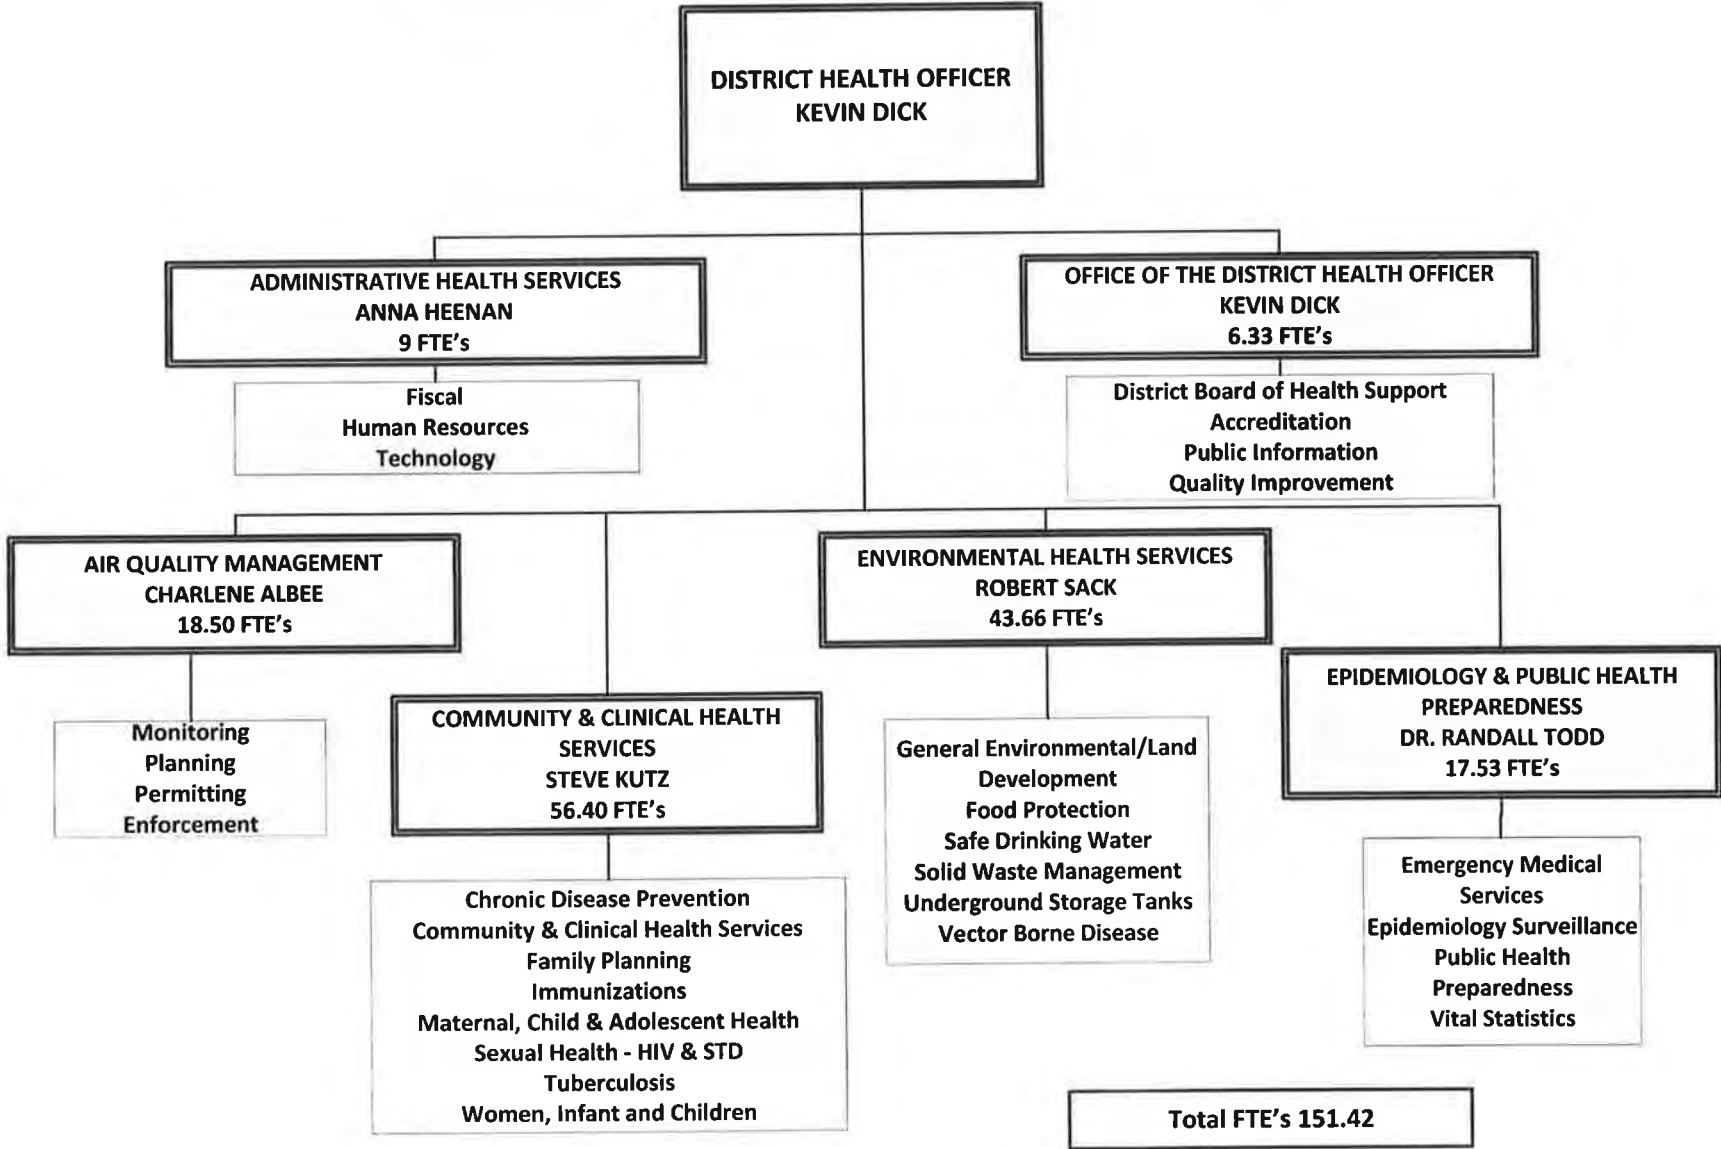 DISTRICT HEALTH OFFICER
KEVIN DICK
ADMINISTRATIVE HEALTH SERVICES
ANNA HEENAN
9 FTE's
OFFICE OF THE DISTRICT HEALTH OFFICER
KEVIN DICK
6.33 FTE's
Fiscal
Human Resources
Technology
District Board of Health Support
Accreditation
Public Information
Quality Improvement
AIR QUALITY MANAGEMENT
CHARLENE ALBEE
18.50 FTE's
Monitoring
Planning
Permitting
Enforcement
COMMUNITY & CLINICAL HEALTH
SERVICES
STEVE KUTZ
56.40 FTE's
Chronic Disease Prevention
Community & Clinical Health Services
Family Planning
Immunizations
Maternal, Child & Adolescent Health
Sexual Health - HIV & STD
Tuberculosis
Women, Infant and Children
ENVIRONMENTAL HEALTH SERVICES
ROBERT SACK
43.66 FTE's
General Environmental/Land
Development
Food Protection
Safe Drinking Water
Solid Waste Management
Underground Storage Tanks
Vector Borne Disease
EPIDEMIOLOGY & PUBLIC HEALTH
PREPAREDNESS
DR. RANDALL TODD
17.53 FTE's
Emergency Medical
Services
Epidemiology Surveillance
Public Health
Preparedness
Vital Statistics
Total FTE's 151.42